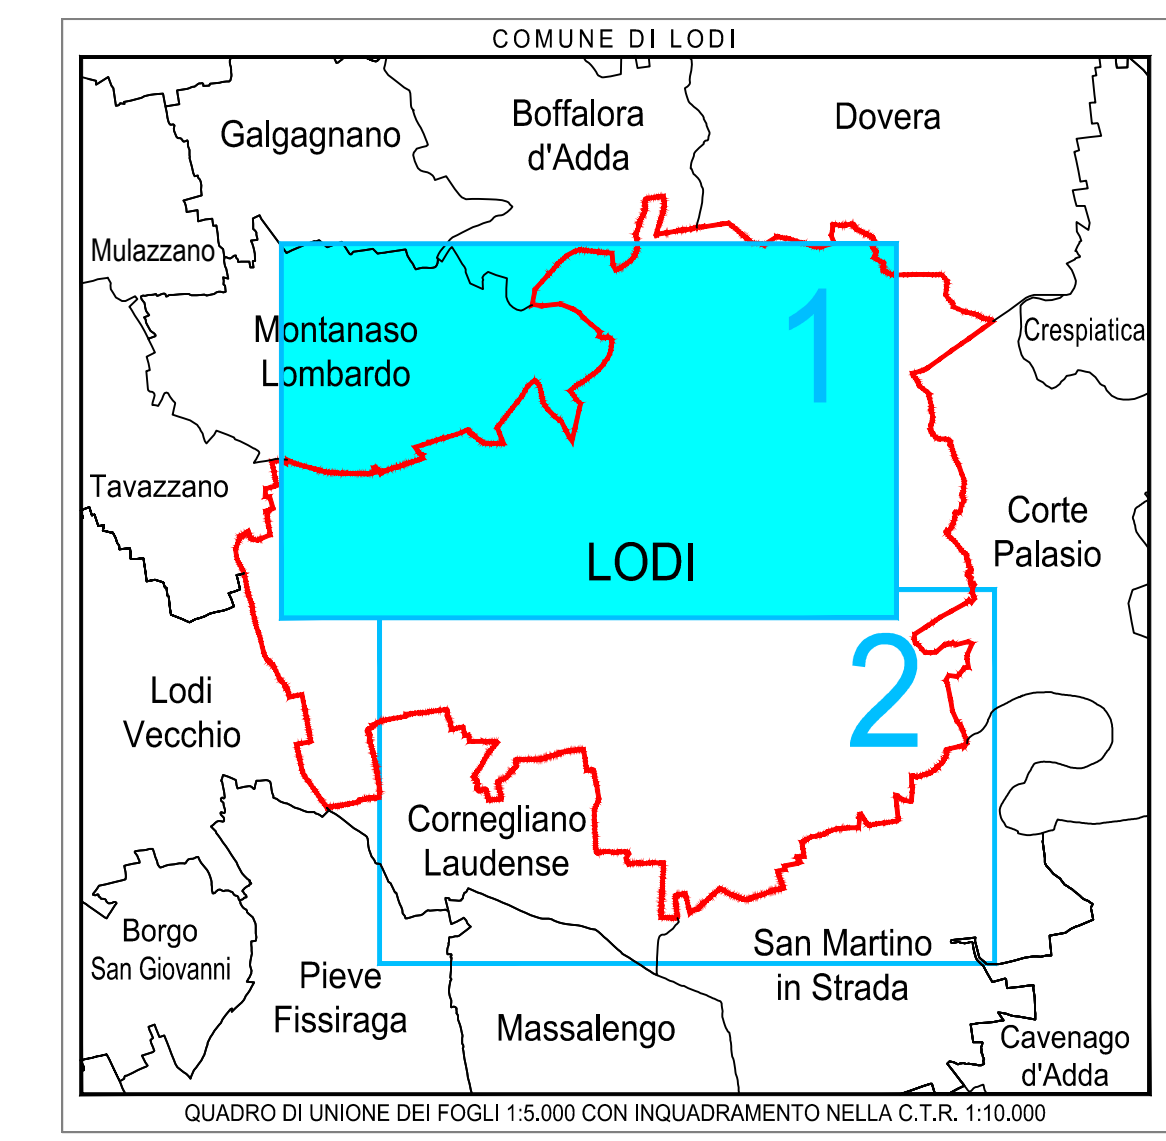 COMUNE DI LODI
Galgagnano
Boffalora
d'Adda
Dovera
Mulazzano
Montanaso
Lombardo
1
Crespiatica
Tavazzano
Corte
Palasio
LODI
2
Lodi
Vecchio
Cornegliano
Laudense
Borgo
San Giovanni
Pieve
Fissiraga
San Martino
in Strada
Massalengo
Cavenago
d'Adda
QUADRO DI UNIONE DEI FOGLI 1:5.000 CON INQUADRAMENTO NELLA C.T.R. 1:10.000